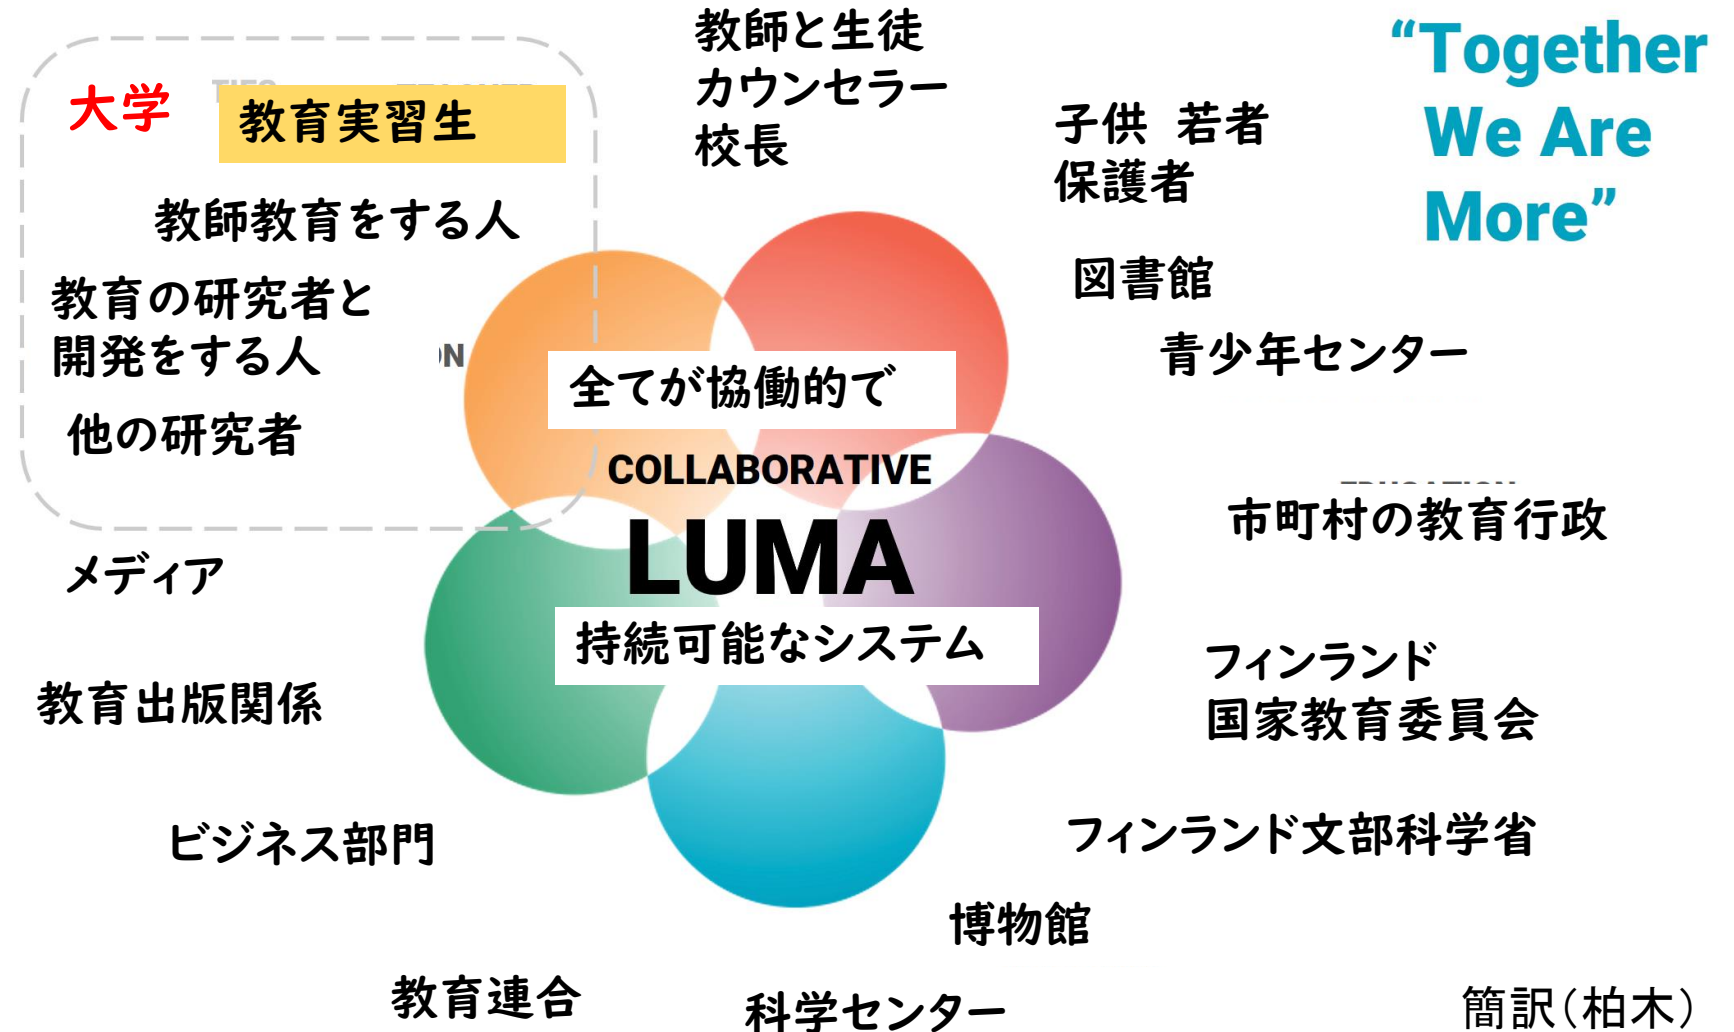 大学
教育実習生
教師教育をする人
教育の研究者と
開発をする人
他の研究者
教師と生徒
カウンセラー
校長
子供 若者
保護者
“Together
We Are
More”
図書館
青少年センター
全てが協働的で
COLLABORATIVE
LUMA
持続可能なシステム
市町村の教育行政
メディア
フィンランド
国家教育委員会
教育出版関係
ビジネス部門
フィンランド文部科学省
博物館
教育連合
科学センター
簡訳(柏木)